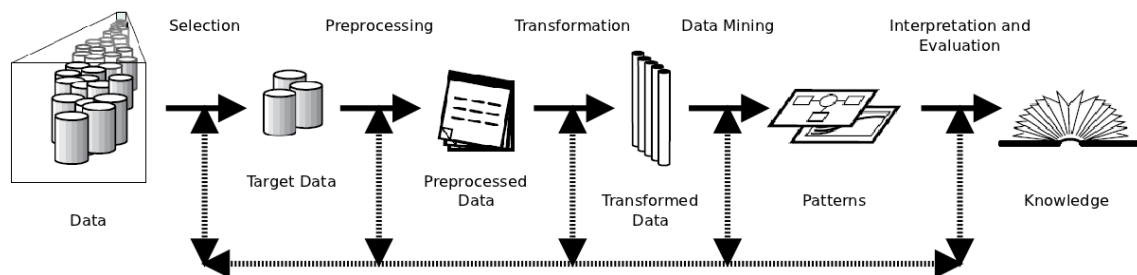 Selection
Preprocessing
Transformation
Data Mining
Interpretation and
Evaluation
Data
Target Data
Preprocessed
Data
Transformed
Data
Patterns
Knowledge